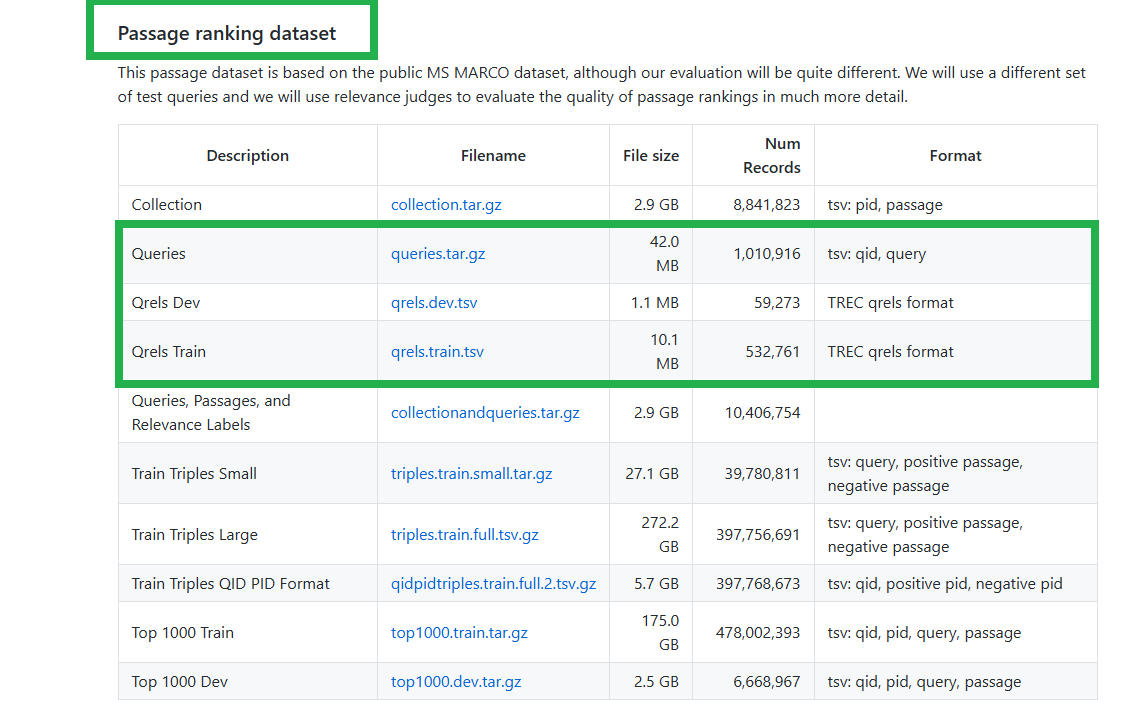 Passage ranking dataset
This passage dataset is based on the public MS MARCO dataset, although our evaluation will be quite different. We will use a different set
of test queries and we will use relevance judges to evaluate the quality of passage rankings in much more detail.
Description Filename File size Num Records Format
Collection collection.tar.gz 2.9 GB 8,841,823 tsv: pid, passage
Queries queries.tar.gz 42.0 MB 1,010,916 tsv: qid, query
Qrels Dev qrels.dev.tsv 1.1 MB 59,273 TREC qrels format
Qrels Train qrels.train.tsv 10.1 MB 532,761 TREC qrels format
Queries, Passages, and Relevance Labels collectionandqueries.tar.gz 2.9 GB 10,406,754
Train Triples Small triples.train.small.tar.gz 27.1 GB 39,780,811 tsv: query, positive passage, negative passage
Train Triples Large triples.train.full.tsv.gz 272.2 GB 397,756,691 tsv: query, positive passage, negative passage
Train Triples QID PID Format qidpidtriples.train.full.2.tsv.gz 5.7 GB 397,768,673 tsv: qid, positive pid, negative pid
Top 1000 Train top1000.train.tar.gz 175.0 GB 478,002,393 tsv: qid, pid, query, passage
Top 1000 Dev top1000.dev.tar.gz 2.5 GB 6,668,967 tsv: qid, pid, query, passage